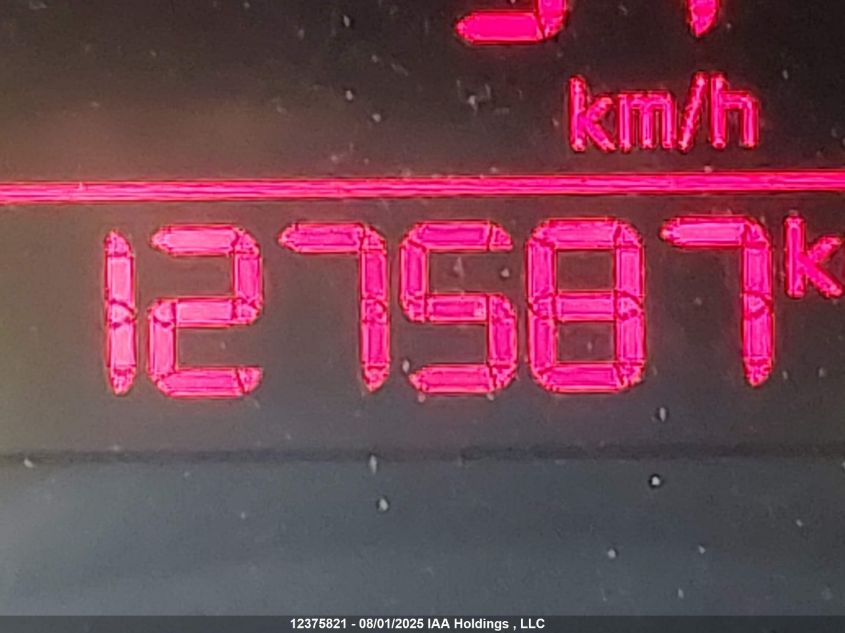 km/h
127587 k
12375821 - 08/01/2025 IAA Holdings , LLC